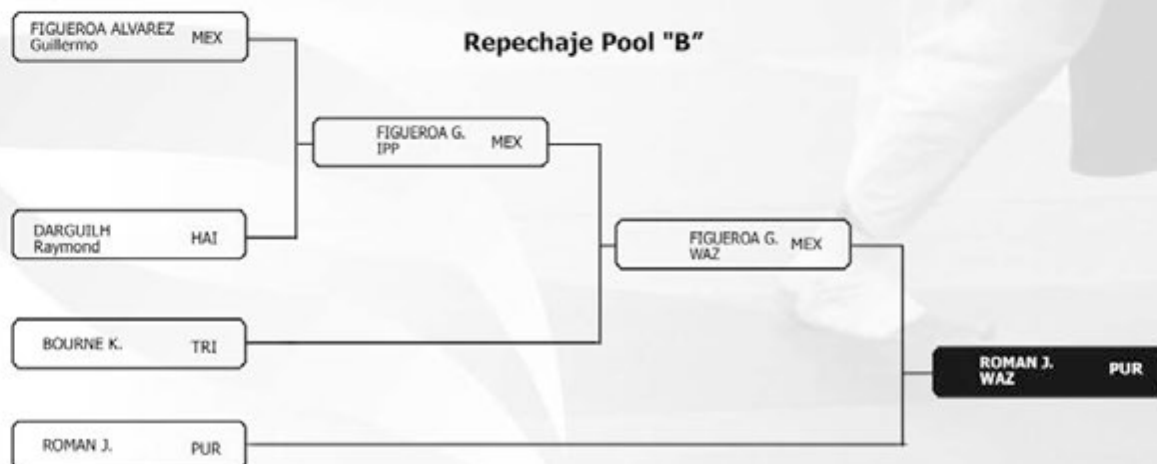 Repechaje Pool "B"
FIGUEROA ALVAREZ
Guillermo
MEX
FIGUEROA G.
IPP
MEX
DARGUILH
Raymond
HAI
FIGUEROA G.
WAZ
MEX
BOURNE K.
TRI
ROMAN J.
WAZ
PUR
ROMAN J.
PUR